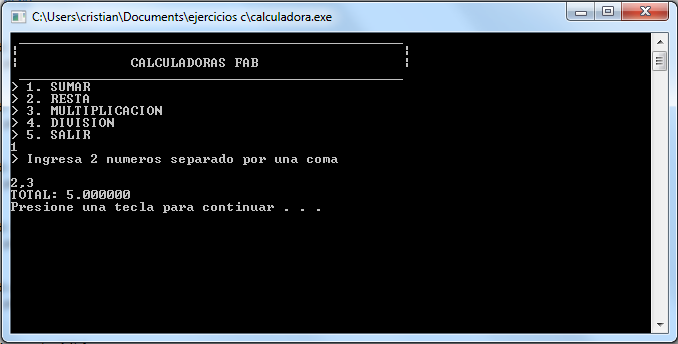 C:\Users\cristian\Documents\ejercicios c\calculadora.exe
CALCULADORAS FAB
> 1. SUMAR
> 2. RESTA
> 3. MULTIPLICACION
> 4. DIVISION
> 5. SALIR
1
> Ingresa 2 numeros separado por una coma
2,3
TOTAL: 5.000000
Presione una tecla para continuar . . .